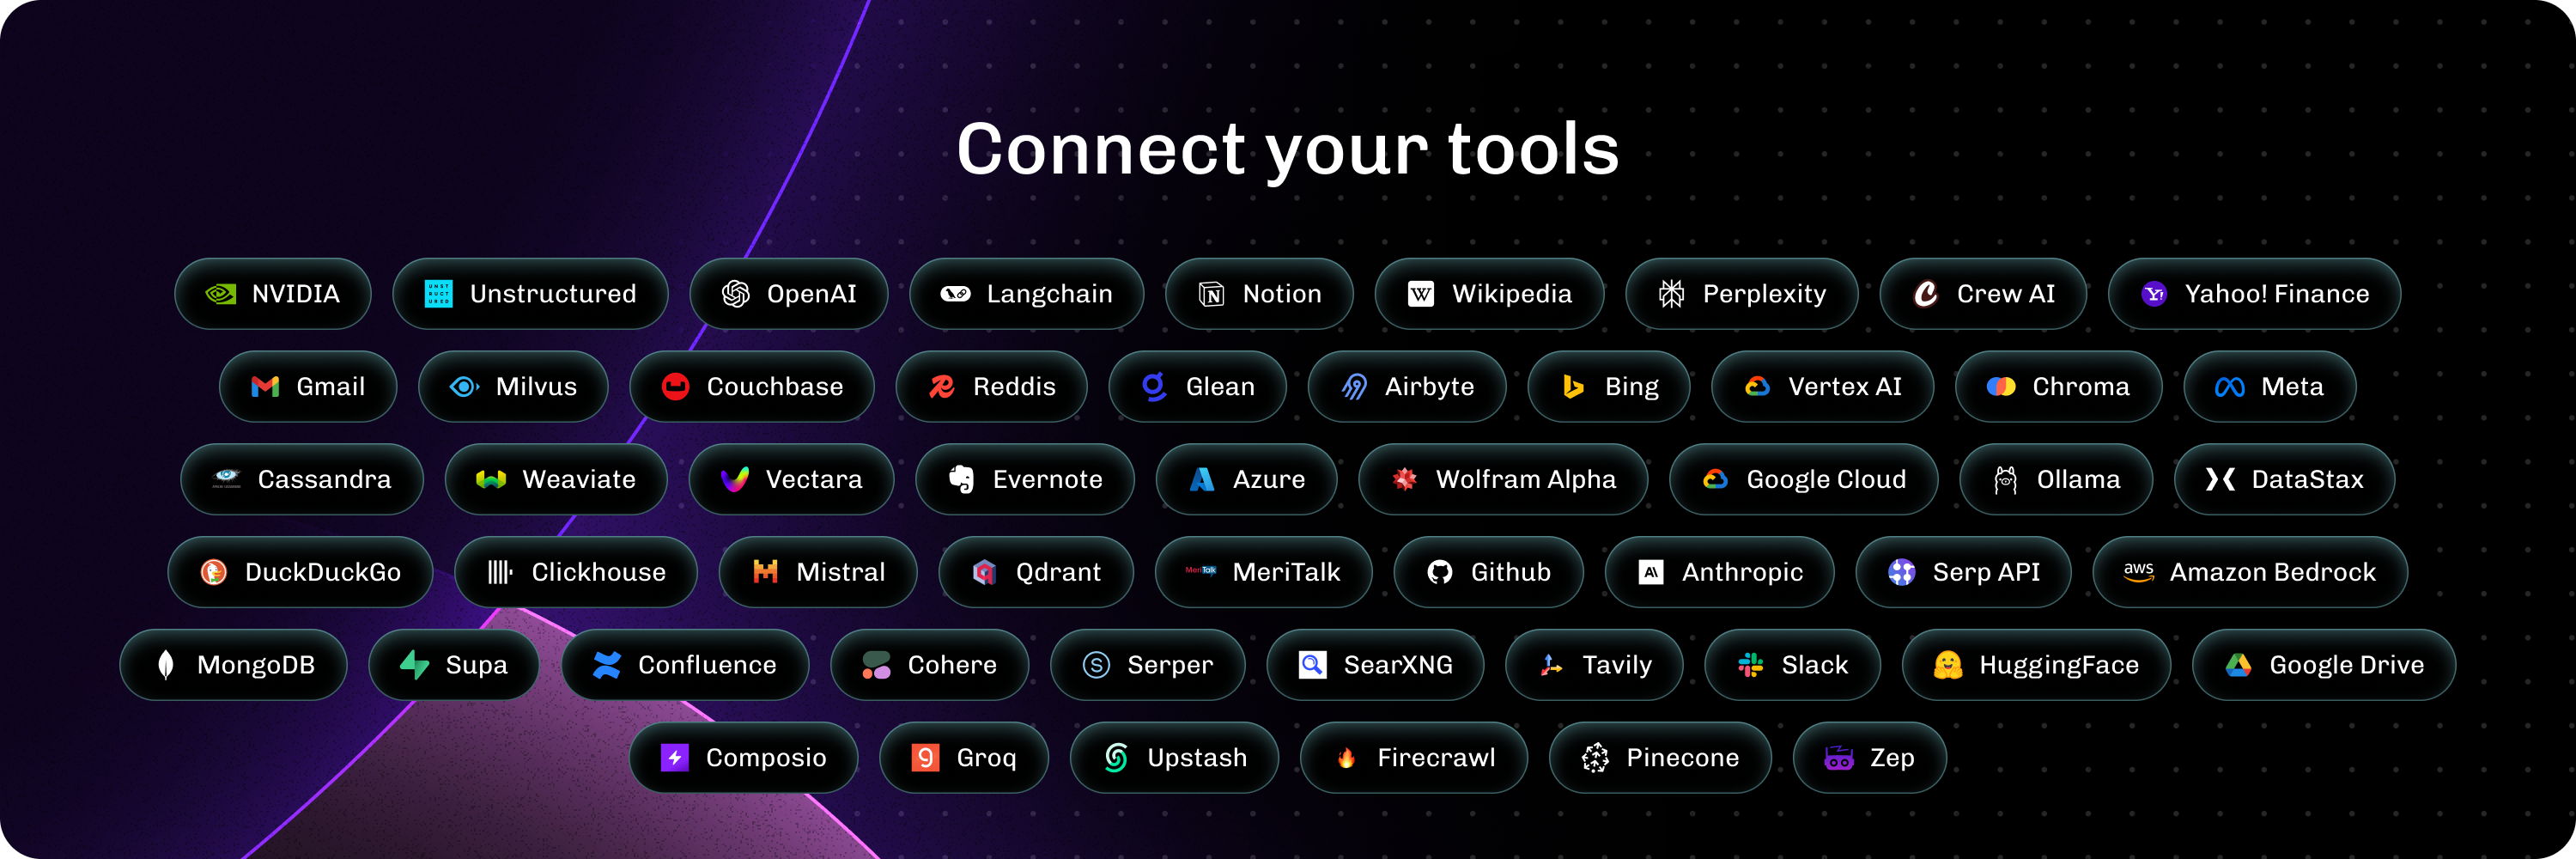 Connect your tools
NVIDIA Unstructured OpenAI Langchain Notion Wikipedia Perplexity Crew AI Yahoo! Finance
Gmail Milvus Couchbase Reddis Glean Airbyte Bing Vertex AI Chroma Meta
Cassandra Weaviate Vectara Evernote Azure Wolfram Alpha Google Cloud Ollama DataStax
DuckDuckGo Clickhouse Mistral Qdrant MeriTalk MeriTalk Github Anthropic Serp API aws Amazon Bedrock
MongoDB Supa Confluence Cohere Serper SearXNG Tavily Slack HuggingFace Google Drive
Composio Groq Upstash Firecrawl Pinecone Zep